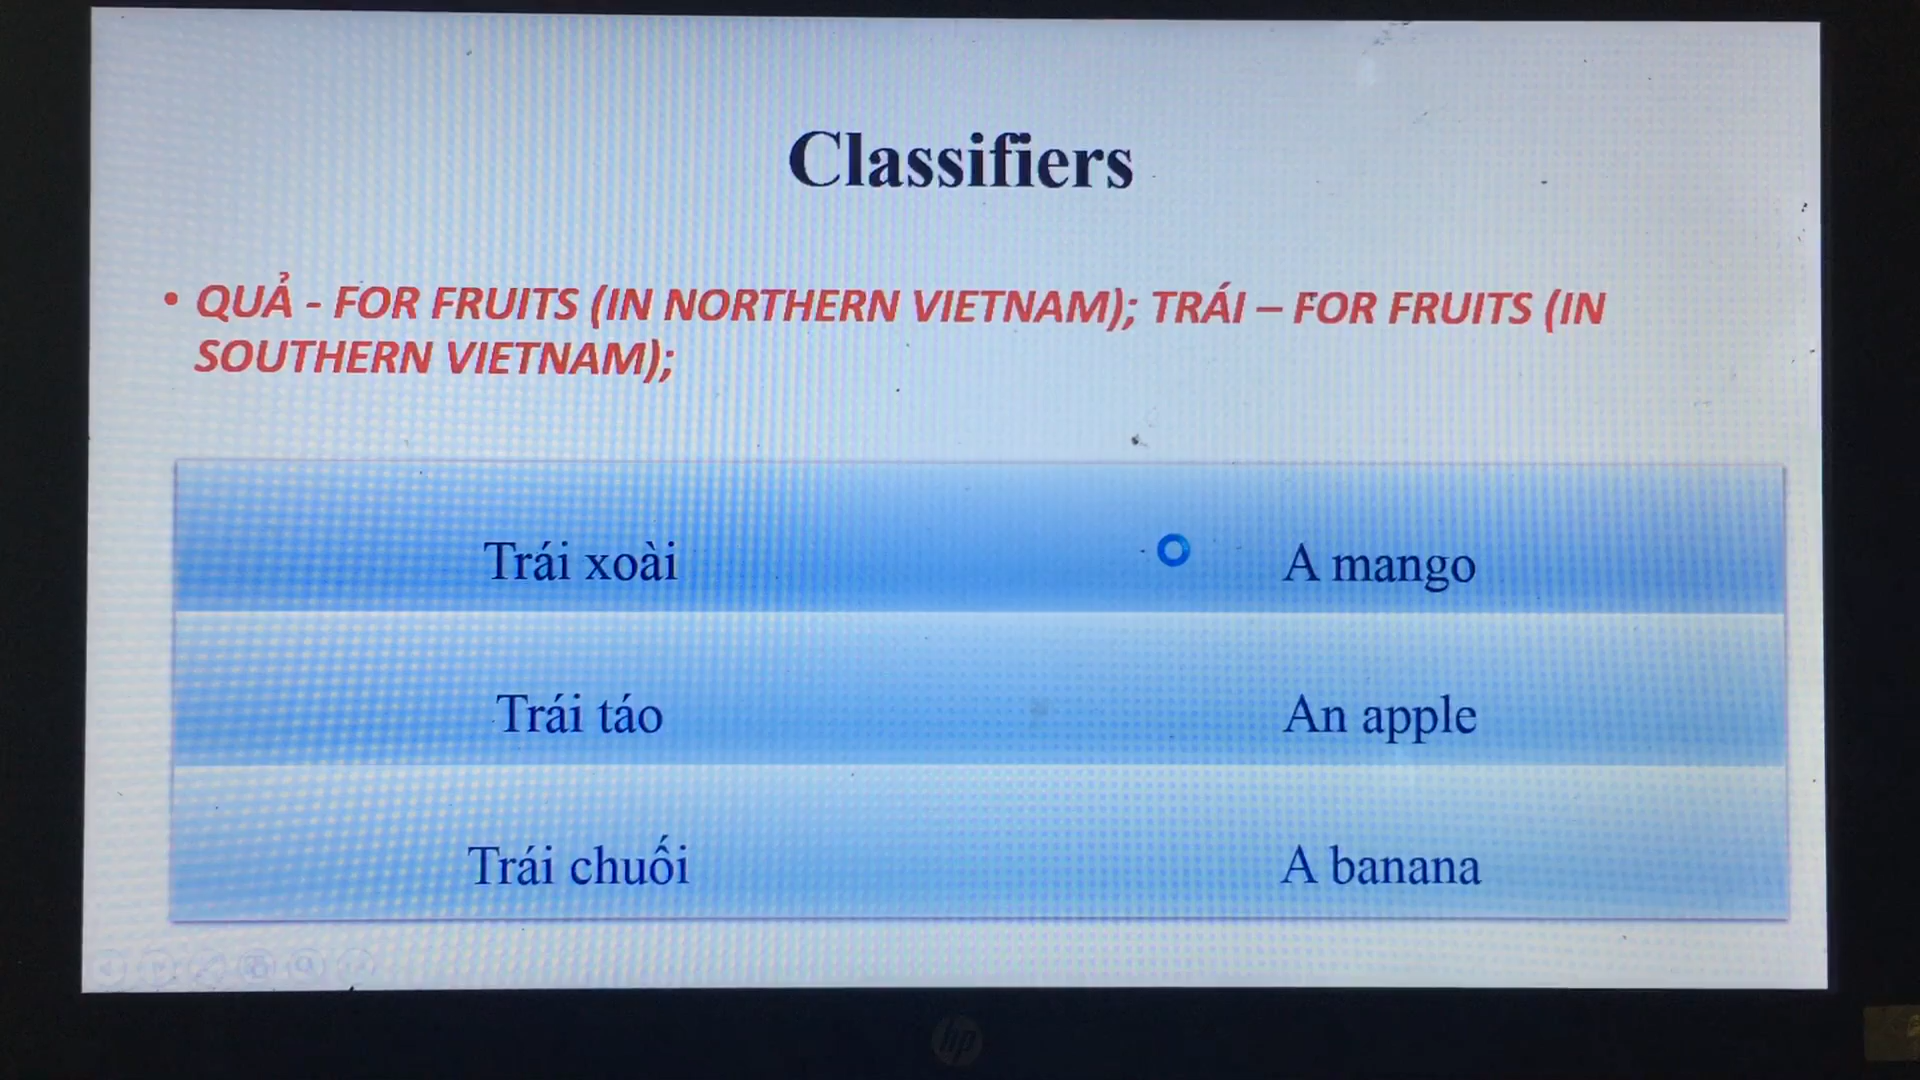 Classifiers
• QUẢ - FOR FRUITS (IN NORTHERN VIETNAM); TRÁI – FOR FRUITS (IN
SOUTHERN VIETNAM);
Trái xoài A mango
Trái táo An apple
Trái chuối A banana
hp